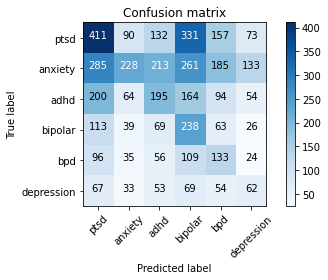 Confusion matrix
ptsd 411 90 132 331 157 73
anxiety 285 228 213 261 185 133
adhd 200 64 195 164 94 54
bipolar 113 39 69 238 63 26
bpd 96 35 56 109 133 24
depression 67 33 53 69 54 62
ptsd anxiety adhd bipolar bpd depression
True label
Predicted label
400
350
300
250
200
150
100
50